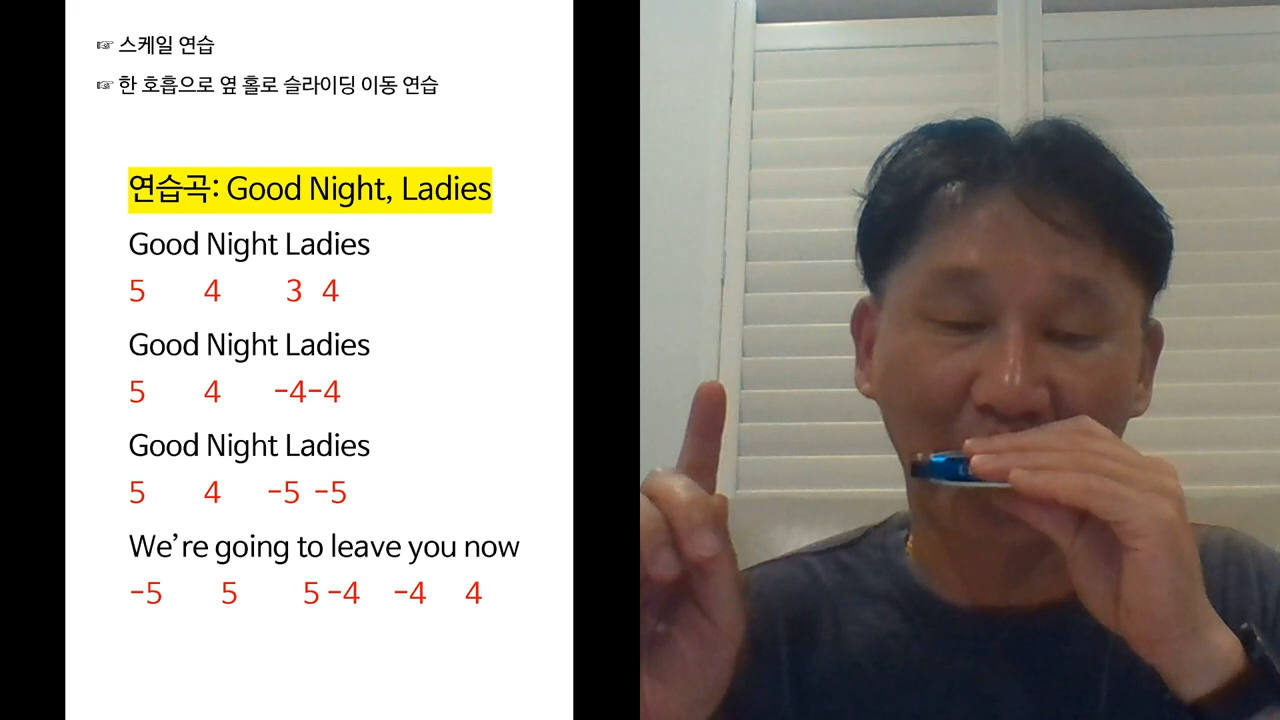 ☞ 스케일 연습
☞ 한 호흡으로 옆 홀로 슬라이딩 이동 연습
연습곡: Good Night, Ladies
Good Night Ladies
5 4 3 4
Good Night Ladies
5 4 -4-4
Good Night Ladies
5 4 -5 -5
We’re going to leave you now
-5 5 5 -4 -4 4